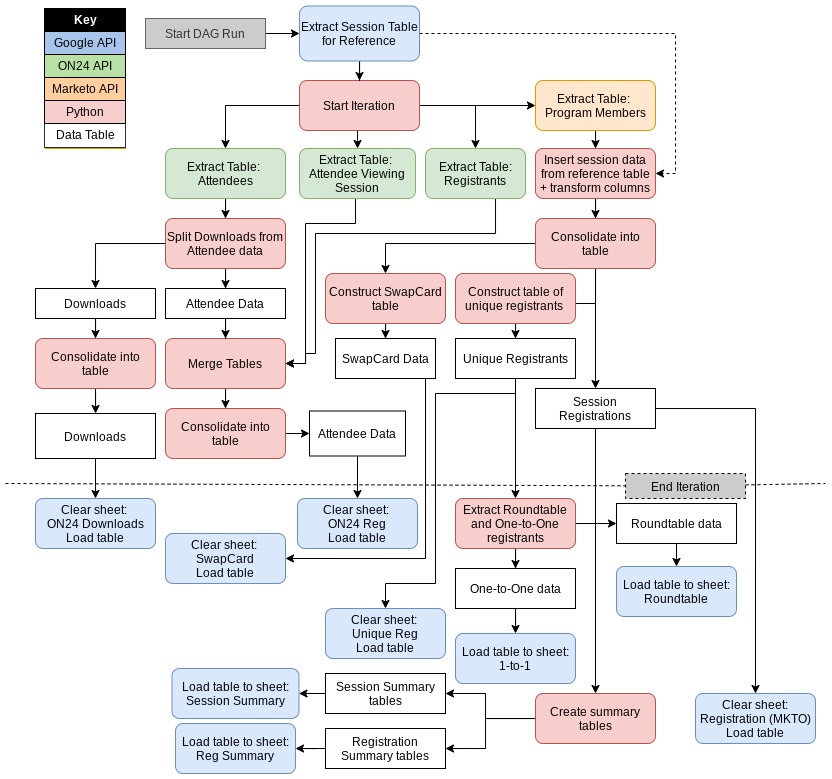 Key
Google API
ON24 API
Marketo API
Python
Data Table
Start DAG Run
Extract Session Table
for Reference
Start Iteration
Extract Table:
Program Members
Extract Table:
Attendees
Extract Table:
Attendee Viewing
Session
Extract Table:
Registrants
Insert session data
from reference table
+ transform columns
Split Downloads from
Attendee data
Consolidate into
table
Downloads
Attendee Data
Construct SwapCard
table
Construct table of
unique registrants
Consolidate into
table
Merge Tables
SwapCard Data
Unique Registrants
Session
Registrations
Downloads
Consolidate into
table
Attendee Data
End Iteration
Clear sheet:
ON24 Downloads
Load table
Clear sheet:
SwapCard
Load table
Clear sheet:
ON24 Reg
Load table
Extract Roundtable
and One-to-One
registrants
Roundtable data
One-to-One data
Load table to sheet:
Roundtable
Clear sheet:
Unique Reg
Load table
Load table to sheet:
1-to-1
Load table to sheet:
Session Summary
Session Summary
tables
Create summary
tables
Clear sheet:
Registration (MKTO)
Load table
Load table to sheet:
Reg Summary
Registration
Summary tables